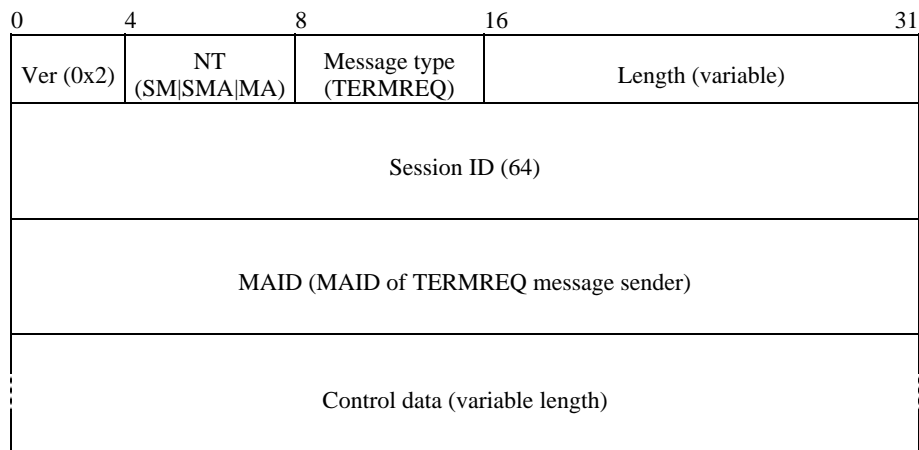 0 4 8 16 31
Ver (0x2)
NT
(SM|SMA|MA)
Message type
(TERMREQ)
Length (variable)
Session ID (64)
MAID (MAID of TERMREQ message sender)
Control data (variable length)